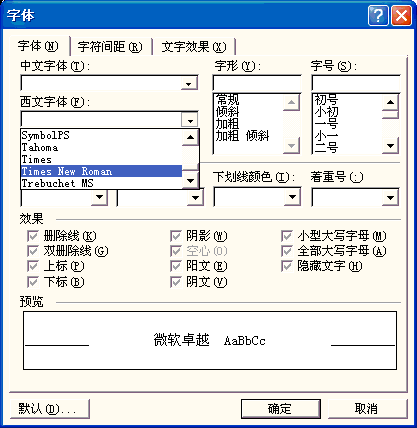 字体
字体(N) 字符间距(R) 文字效果(X)
中文字体(T): 字形(Y): 字号(S):
西文字体(F):
常规
倾斜
加粗
加粗 倾斜
初号
小初
一号
小一
二号
SymbolPS
Tahoma
Times
Times New Roman
Trebuchet MS
下划线颜色(I): 着重号(·):
效果
删除线(K) 阴影(W) 小型大写字母(M)
双删除线(G) 空心(O) 全部大写字母(A)
上标(P) 阳文(E) 隐藏文字(H)
下标(B) 阴文(V)
预览
微软卓越 AaBbCc
默认(D)... 确定 取消